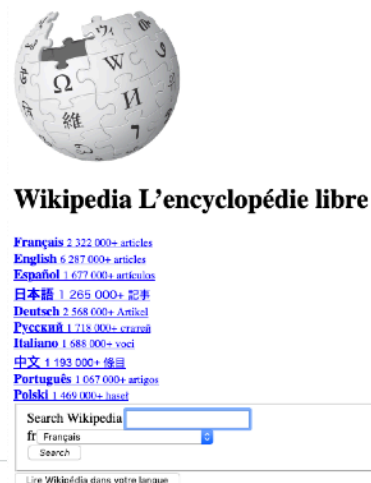 Ω
W
И
維
7
Wikipedia L’encyclopédie libre
Français 2 322 000+ articles
English 6 287 000+ articles
Español 1 677 000+ artículos
日本語 1 265 000+ 記事
Deutsch 2 568 000+ Artikel
Русский 1 718 000+ статей
Italiano 1 688 000+ voci
中文 1 193 000+ 條目
Português 1 067 000+ artigos
Polski 1 469 000+ haseł
Search Wikipedia
fr Français
Search
Lire Wikipédia dans votre langue